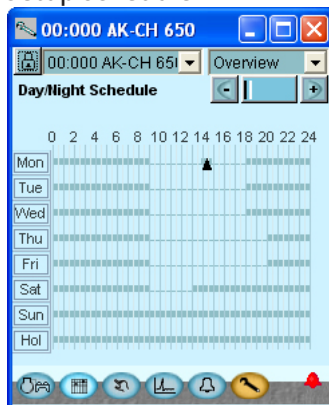 00:000 AK-CH 650
00:000 AK-CH 65 Overview
Day/Night Schedule
0 2 4 6 8 10 12 14 16 18 20 22 24
Mon
Tue
Wed
Thu
Fri
Sat
Sun
Hol